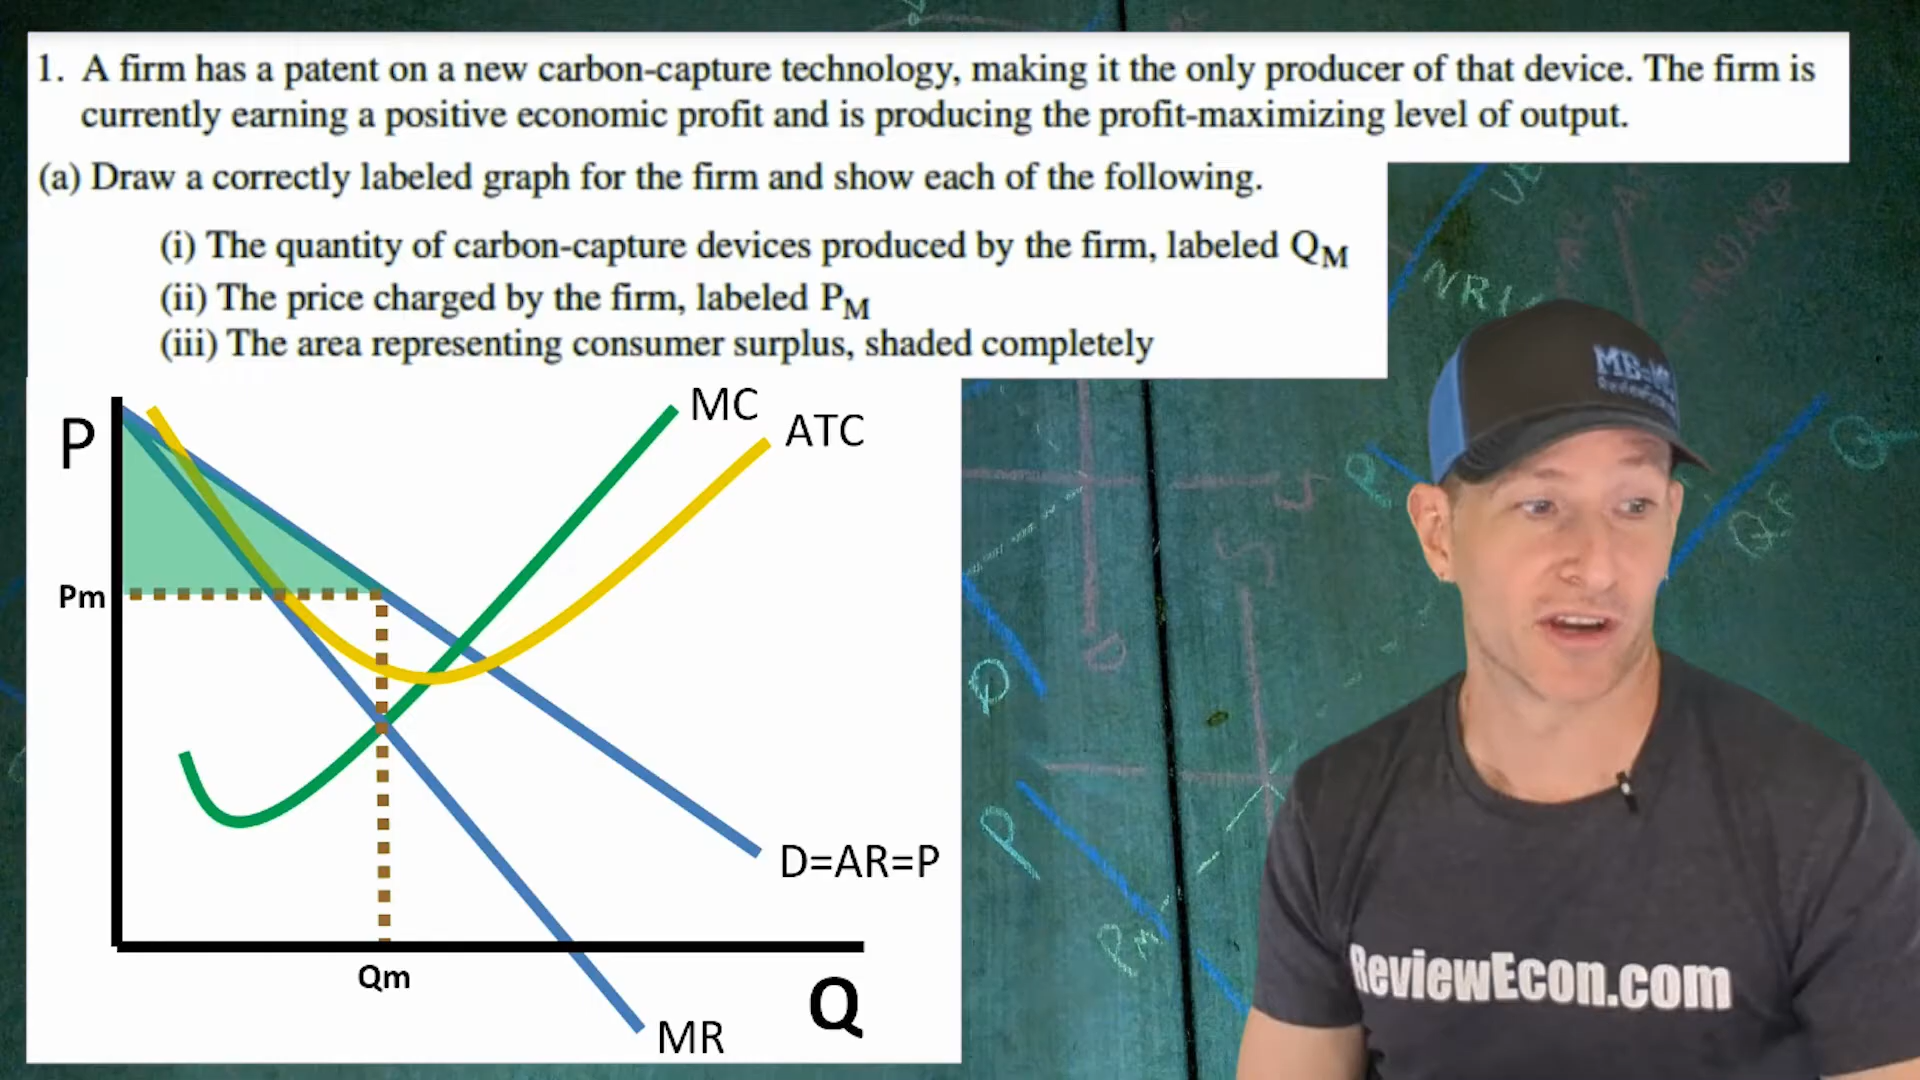 1. A firm has a patent on a new carbon-capture technology, making it the only producer of that device. The firm is
currently earning a positive economic profit and is producing the profit-maximizing level of output.
(a) Draw a correctly labeled graph for the firm and show each of the following.
(i) The quantity of carbon-capture devices produced by the firm, labeled QM
(ii) The price charged by the firm, labeled PM
(iii) The area representing consumer surplus, shaded completely
P
MC
ATC
Pm
D=AR=P
Qm
Q
MR
P
Q
P
Pm
ReviewEcon.com